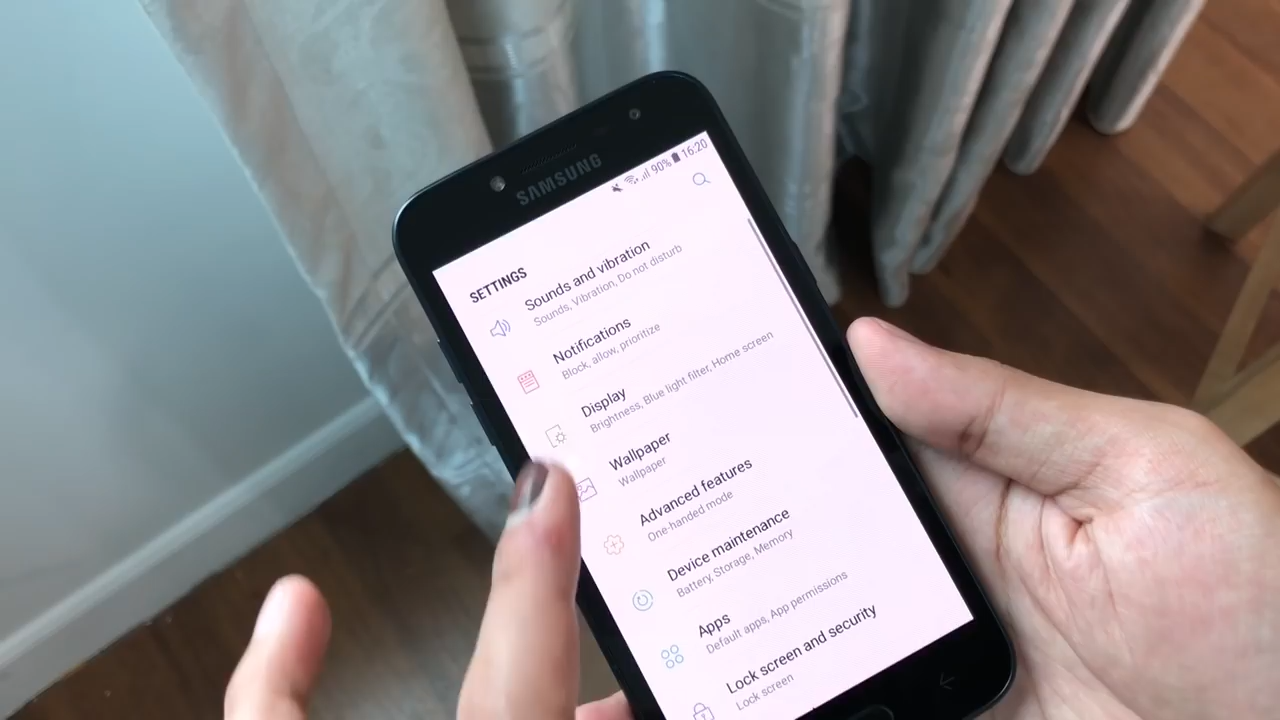 SAMSUNG
90% 16:20
SETTINGS
Sounds and vibration
Sounds, Vibration, Do not disturb
Notifications
Block, allow, prioritize
Display
Brightness, Blue light filter, Home screen
Wallpaper
Wallpaper
Advanced features
One-handed mode
Device maintenance
Battery, Storage, Memory
Apps
Default apps, App permissions
Lock screen and security
Lock screen